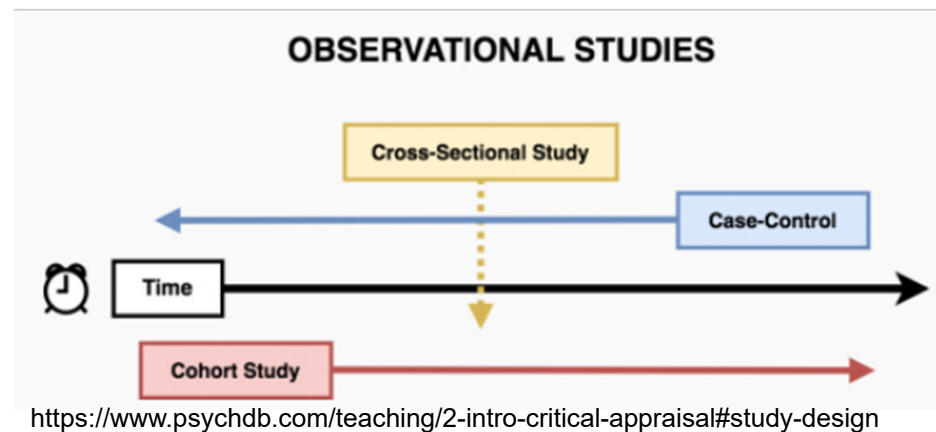 OBSERVATIONAL STUDIES
Cross-Sectional Study
Case-Control
Time
Cohort Study
https://www.psychdb.com/teaching/2-intro-critical-appraisal#study-design